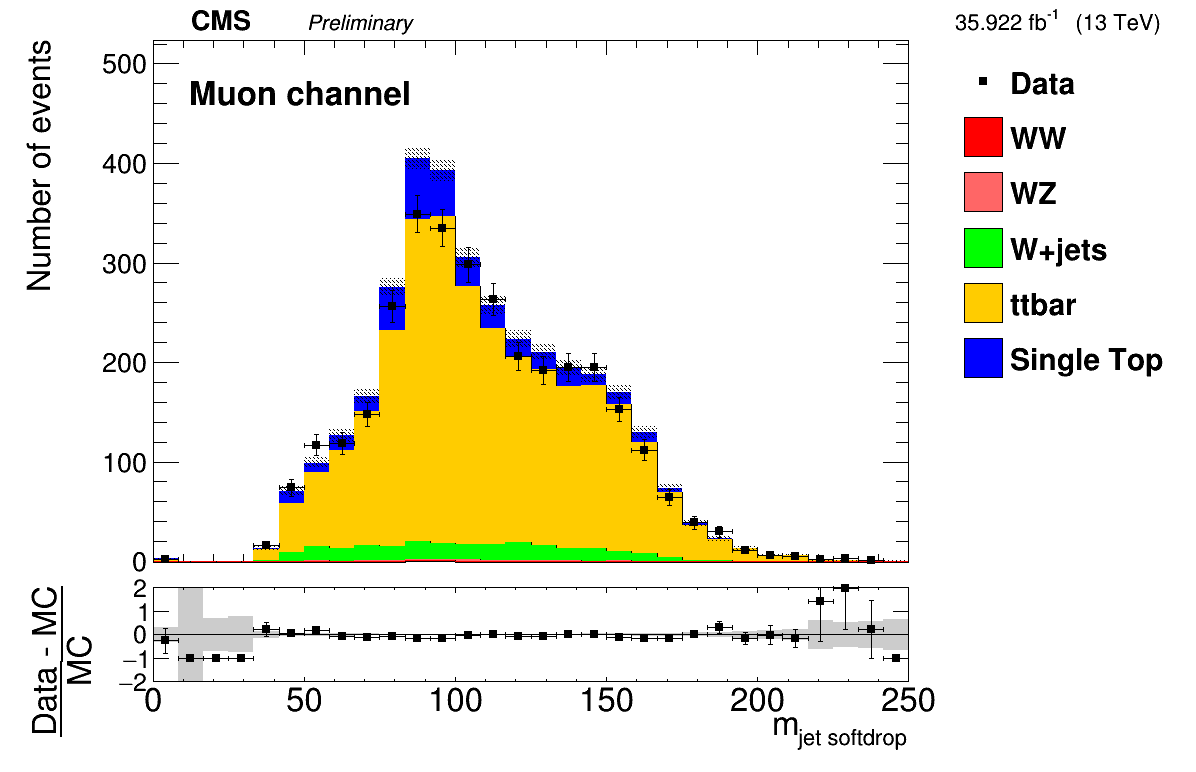 CMS Preliminary 35.922 fb-1 (13 TeV)
Number of events
500
400
300
200
100
0
Muon channel
Data
WW
WZ
W+jets
ttbar
Single Top
Data - MC
MC
2
1
0
−1
−2
0 50 100 150 200 250
mjet softdrop